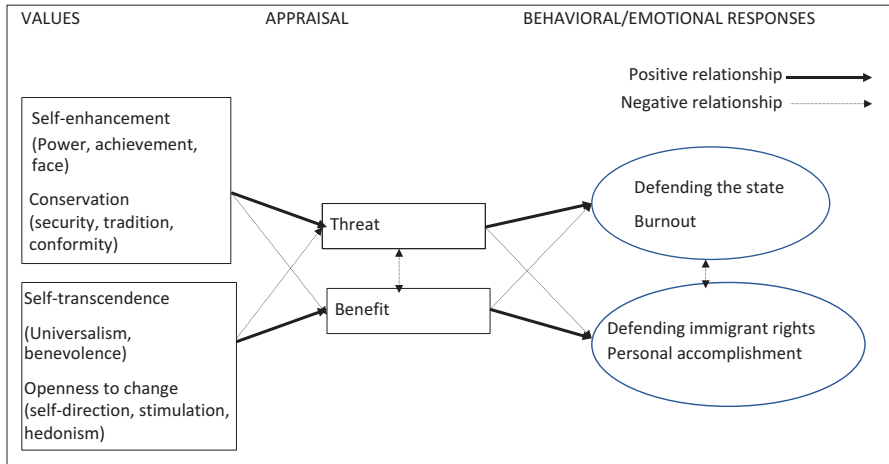 VALUES APPRAISAL BEHAVIORAL/EMOTIONAL RESPONSES
Positive relationship
Negative relationship
Self-enhancement
(Power, achievement,
face)
Conservation
(security, tradition,
conformity)
Self-transcendence
(Universalism,
benevolence)
Openness to change
(self-direction, stimulation,
hedonism)
Threat
Benefit
Defending the state
Burnout
Defending immigrant rights
Personal accomplishment